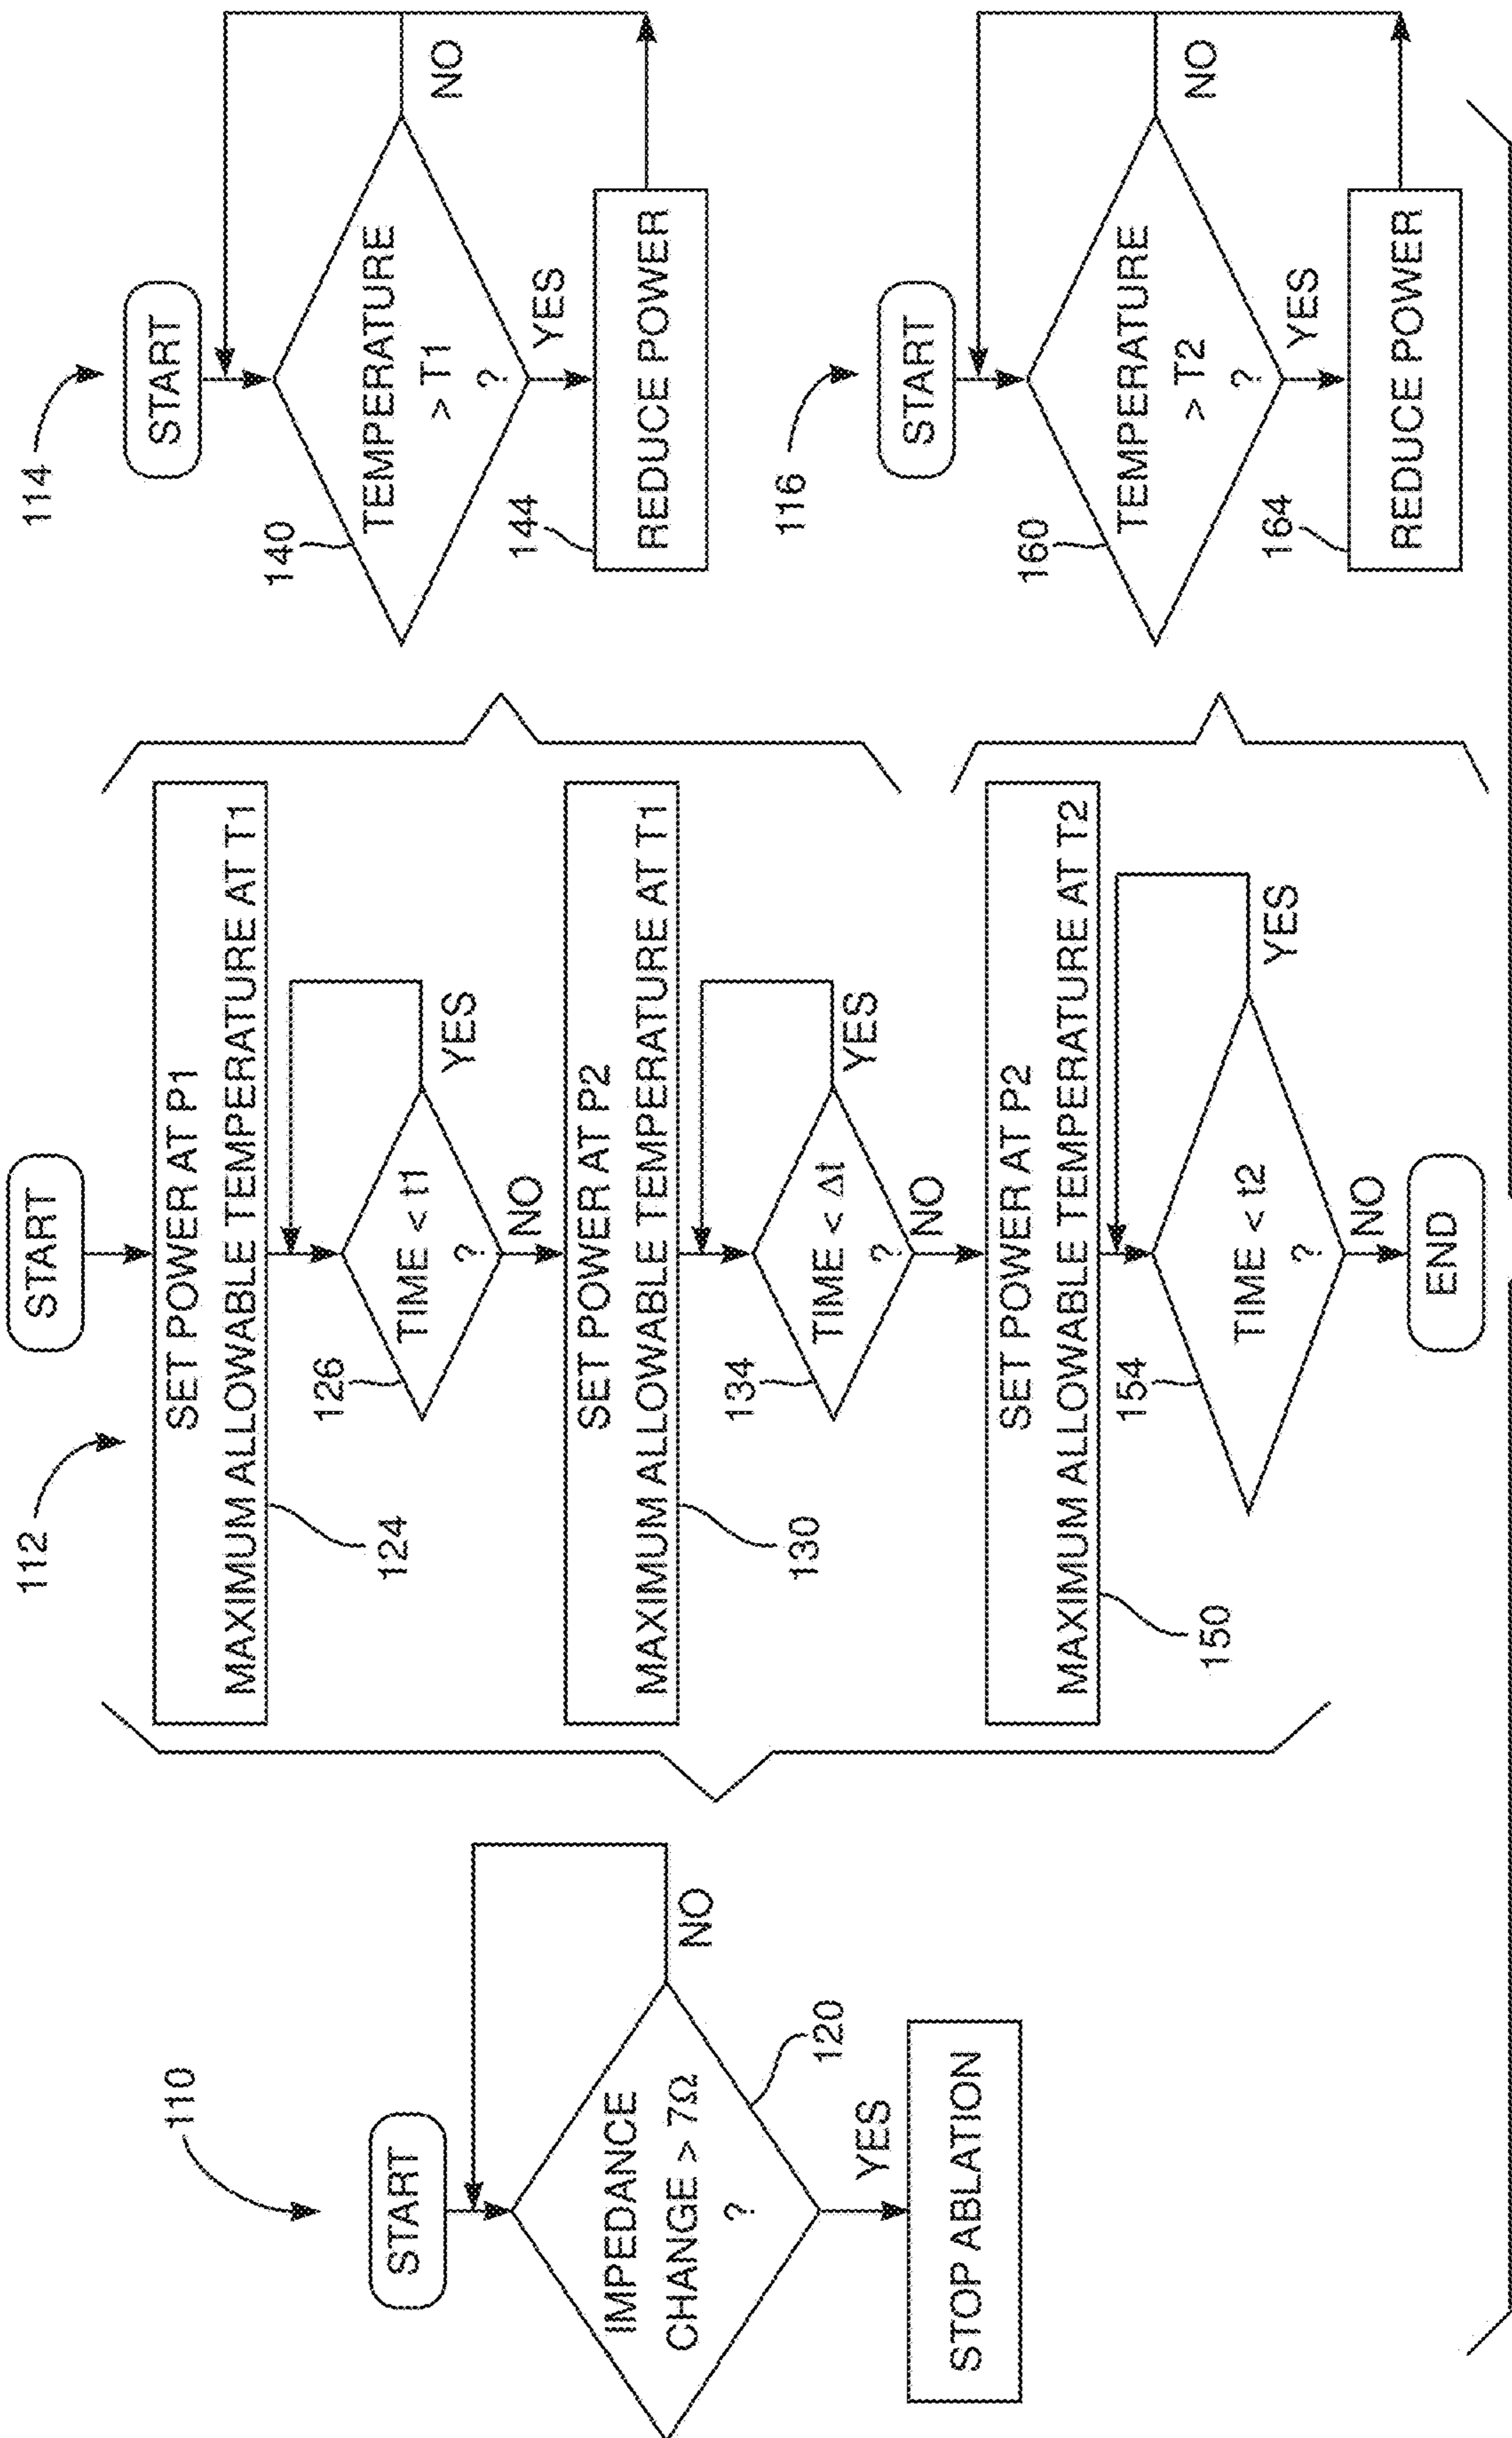 110
START
IMPEDANCE
CHANGE > 7Ω
?
120
NO
YES
STOP ABLATION
112
START
SET POWER AT P1
MAXIMUM ALLOWABLE TEMPERATURE AT T1
124
126
TIME < t1
?
YES
NO
SET POWER AT P2
MAXIMUM ALLOWABLE TEMPERATURE AT T1
130
134
TIME < Δt
?
YES
NO
SET POWER AT P2
MAXIMUM ALLOWABLE TEMPERATURE AT T2
150
154
TIME < t2
?
YES
NO
END
114
START
140
TEMPERATURE
> T1
?
NO
YES
144
REDUCE POWER
116
START
160
TEMPERATURE
> T2
?
NO
YES
164
REDUCE POWER